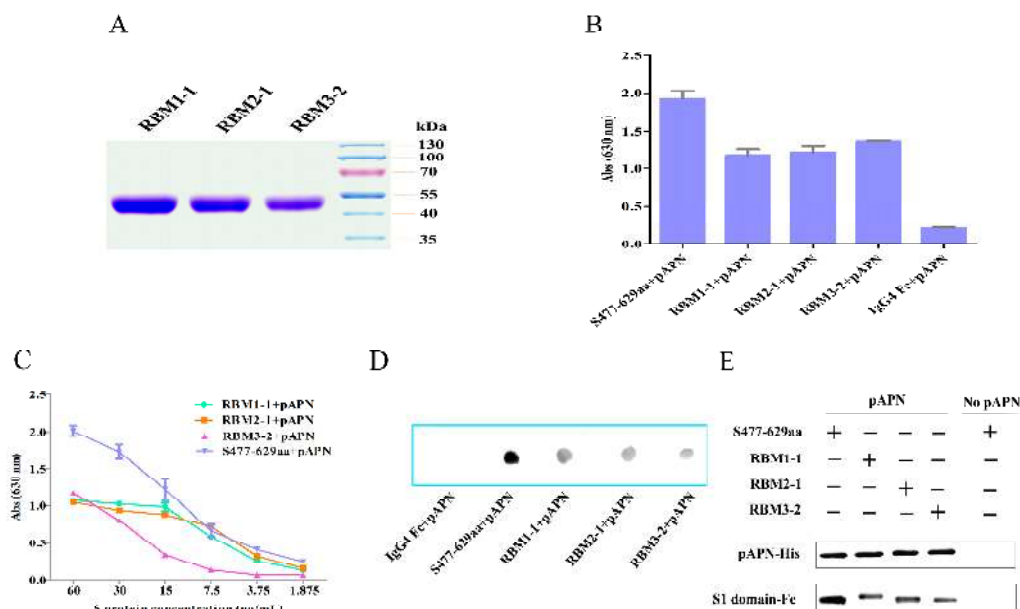 A
RBM1-1
RBM2-1
RBM3-2
kDa
130
100
70
55
40
35
B
Abs (630 nm)
2.0
1.5
1.0
0.5
0.0
S477-629aa+pAPN
RBM1-1+pAPN
RBM2-1+pAPN
RBM3-2+pAPN
IgG4 Fc+pAPN
C
Abs (630 nm)
2.5
2.0
1.5
1.0
0.5
0.0
60
30
15
7.5
3.75
1.875
RBM1-1+pAPN
RBM2-1+pAPN
RBM3-2+pAPN
S477-629aa+pAPN
S protein concentration
D
IgG4 Fc+pAPN
S477-629aa+pAPN
RBM1-1+pAPN
RBM2-1+pAPN
RBM3-2+pAPN
E
pAPN No pAPN
S477-629aa + − − − +
RBM1-1 − + − − −
RBM2-1 − − + − −
RBM3-2 − − − + −
pAPN-His
S1 domain-Fc